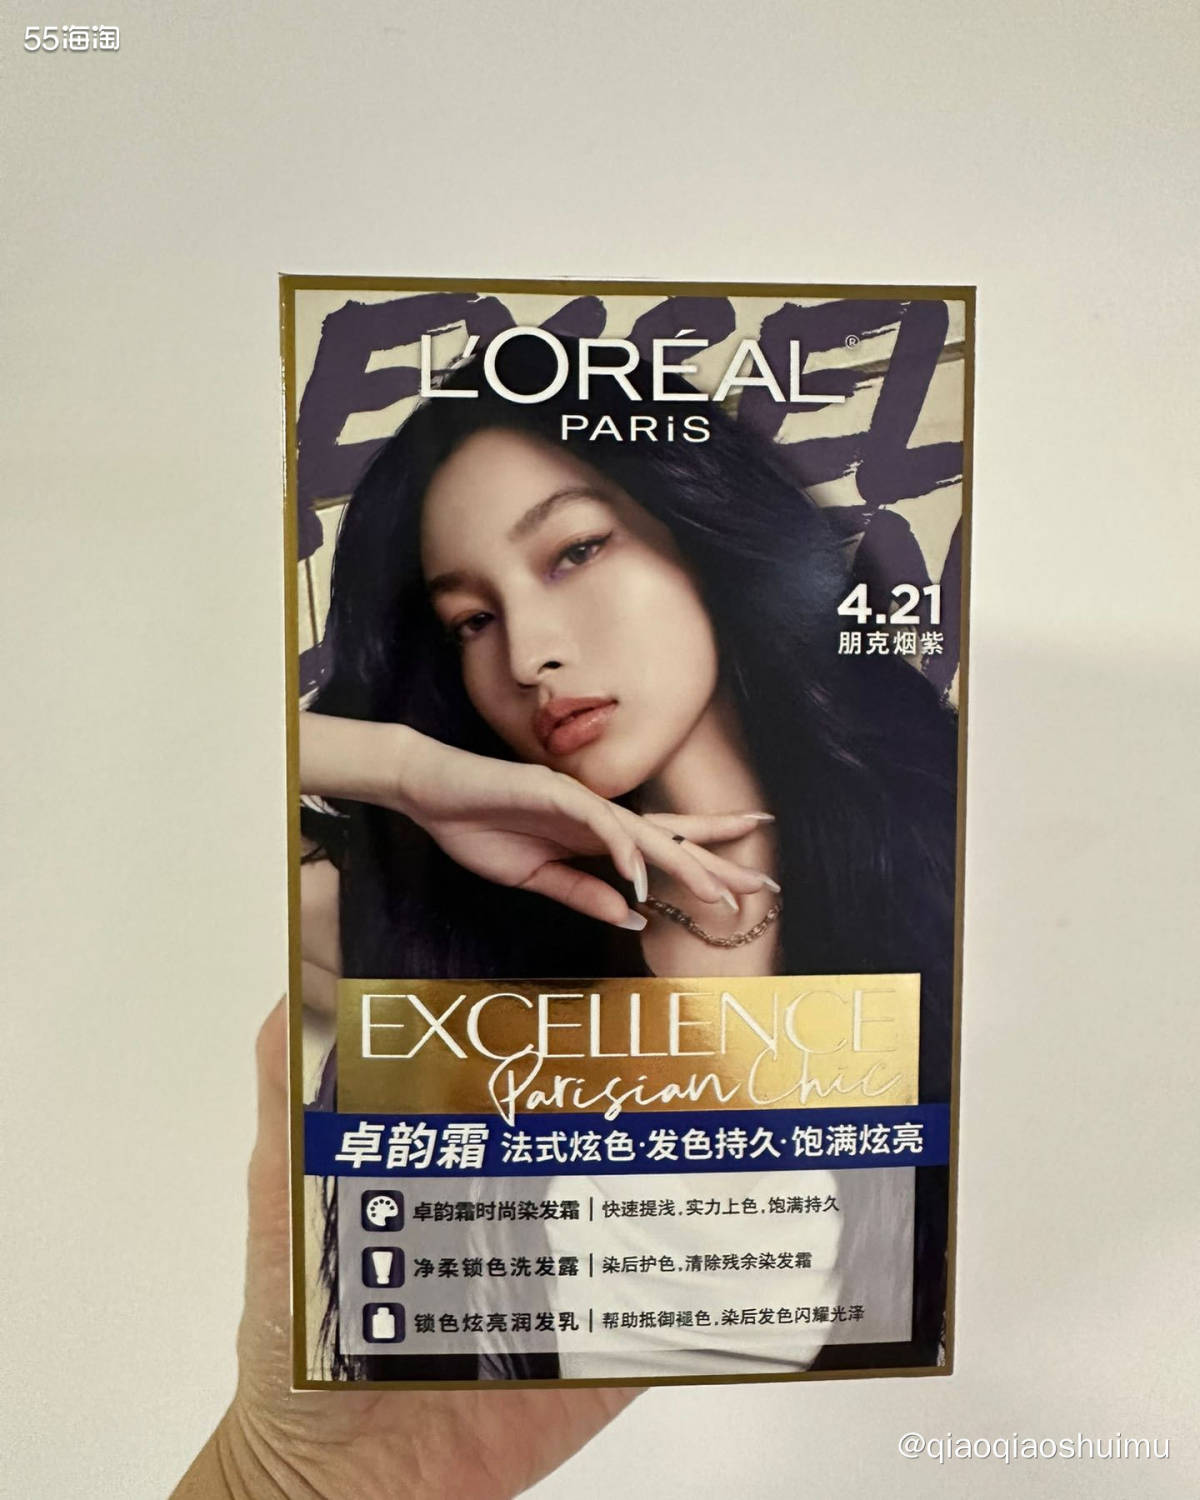 55海淘
EXCEL
L'ORÉAL®
PARiS
4.21
朋克烟紫
EXCELLENCE
Parisian Chic
卓韵霜 法式炫色·发色持久·饱满炫亮
卓韵霜时尚染发霜 | 快速提浅,实力上色,饱满持久
净柔锁色洗发露 | 染后护色,清除残余染发霜
锁色炫亮润发乳 | 帮助抵御褪色,染后发色闪耀光泽
@qiaoqiaoshuimu